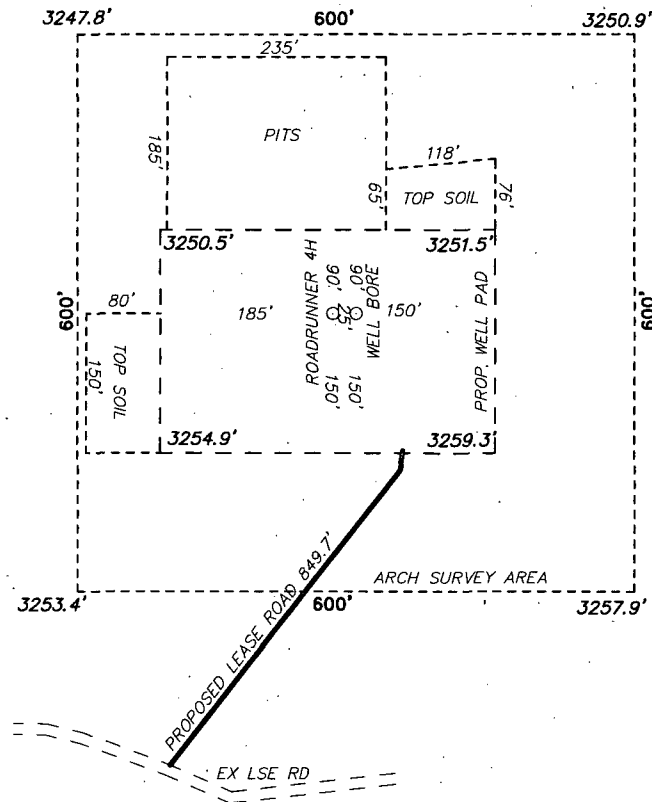 3247.8' 600' 3250.9'
235'
PITS
185'
118'
65'
TOP SOIL
76'
3250.5' 3251.5'
600'
80'
TOP SOIL
150'
185'
ROADRUNNER 4H
90' 90'
25'
150' 150'
WELL BORE
150'
PROP. WELL PAD
600'
3254.9' 3259.3'
ARCH SURVEY AREA
3253.4' 600' 3257.9'
PROPOSED LEASE ROAD 849.7'
EX LSE RD